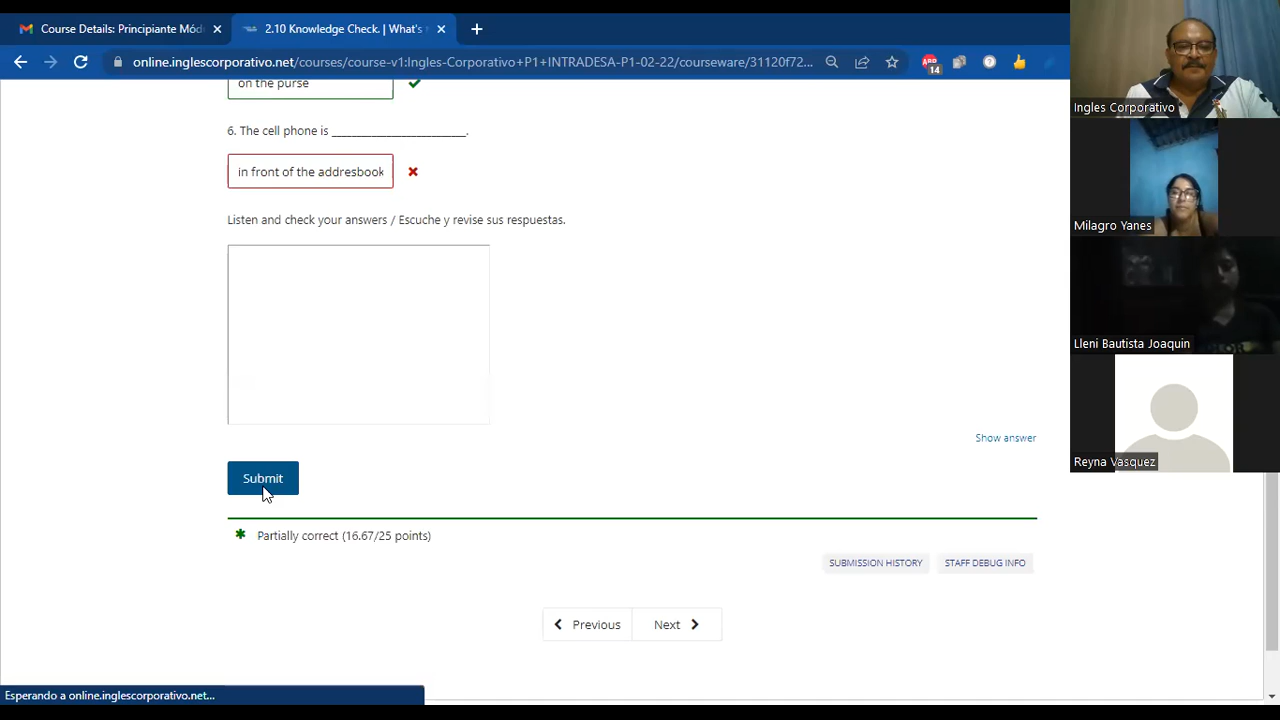 Course Details: Principiante Mód
2.10 Knowledge Check. | What's
online.inglescorporativo.net/courses/course-v1:Ingles-Corporativo+P1+INTRADESA-P1-02-22/courseware/31120f72...
14
on the purse
6. The cell phone is ________________________.
in front of the addresbook
Listen and check your answers / Escuche y revise sus respuestas.
Show answer
Submit
Partially correct (16.67/25 points)
SUBMISSION HISTORY
STAFF DEBUG INFO
Previous
Next
Esperando a online.inglescorporativo.net...
Ingles Corporativo
Milagro Yanes
Lleni Bautista Joaquin
Reyna Vasquez